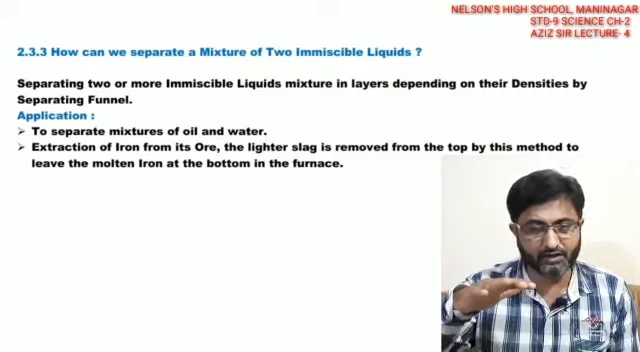 NELSON'S HIGH SCHOOL, MANINAGAR
STD-9 SCIENCE CH-2
AZIZ SIR LECTURE- 4
2.3.3 How can we separate a Mixture of Two Immiscible Liquids ?
Separating two or more Immiscible Liquids mixture in layers depending on their Densities by
Separating Funnel.
Application :
➢ To separate mixtures of oil and water.
➢ Extraction of Iron from its Ore, the lighter slag is removed from the top by this method to
leave the molten Iron at the bottom in the furnace.